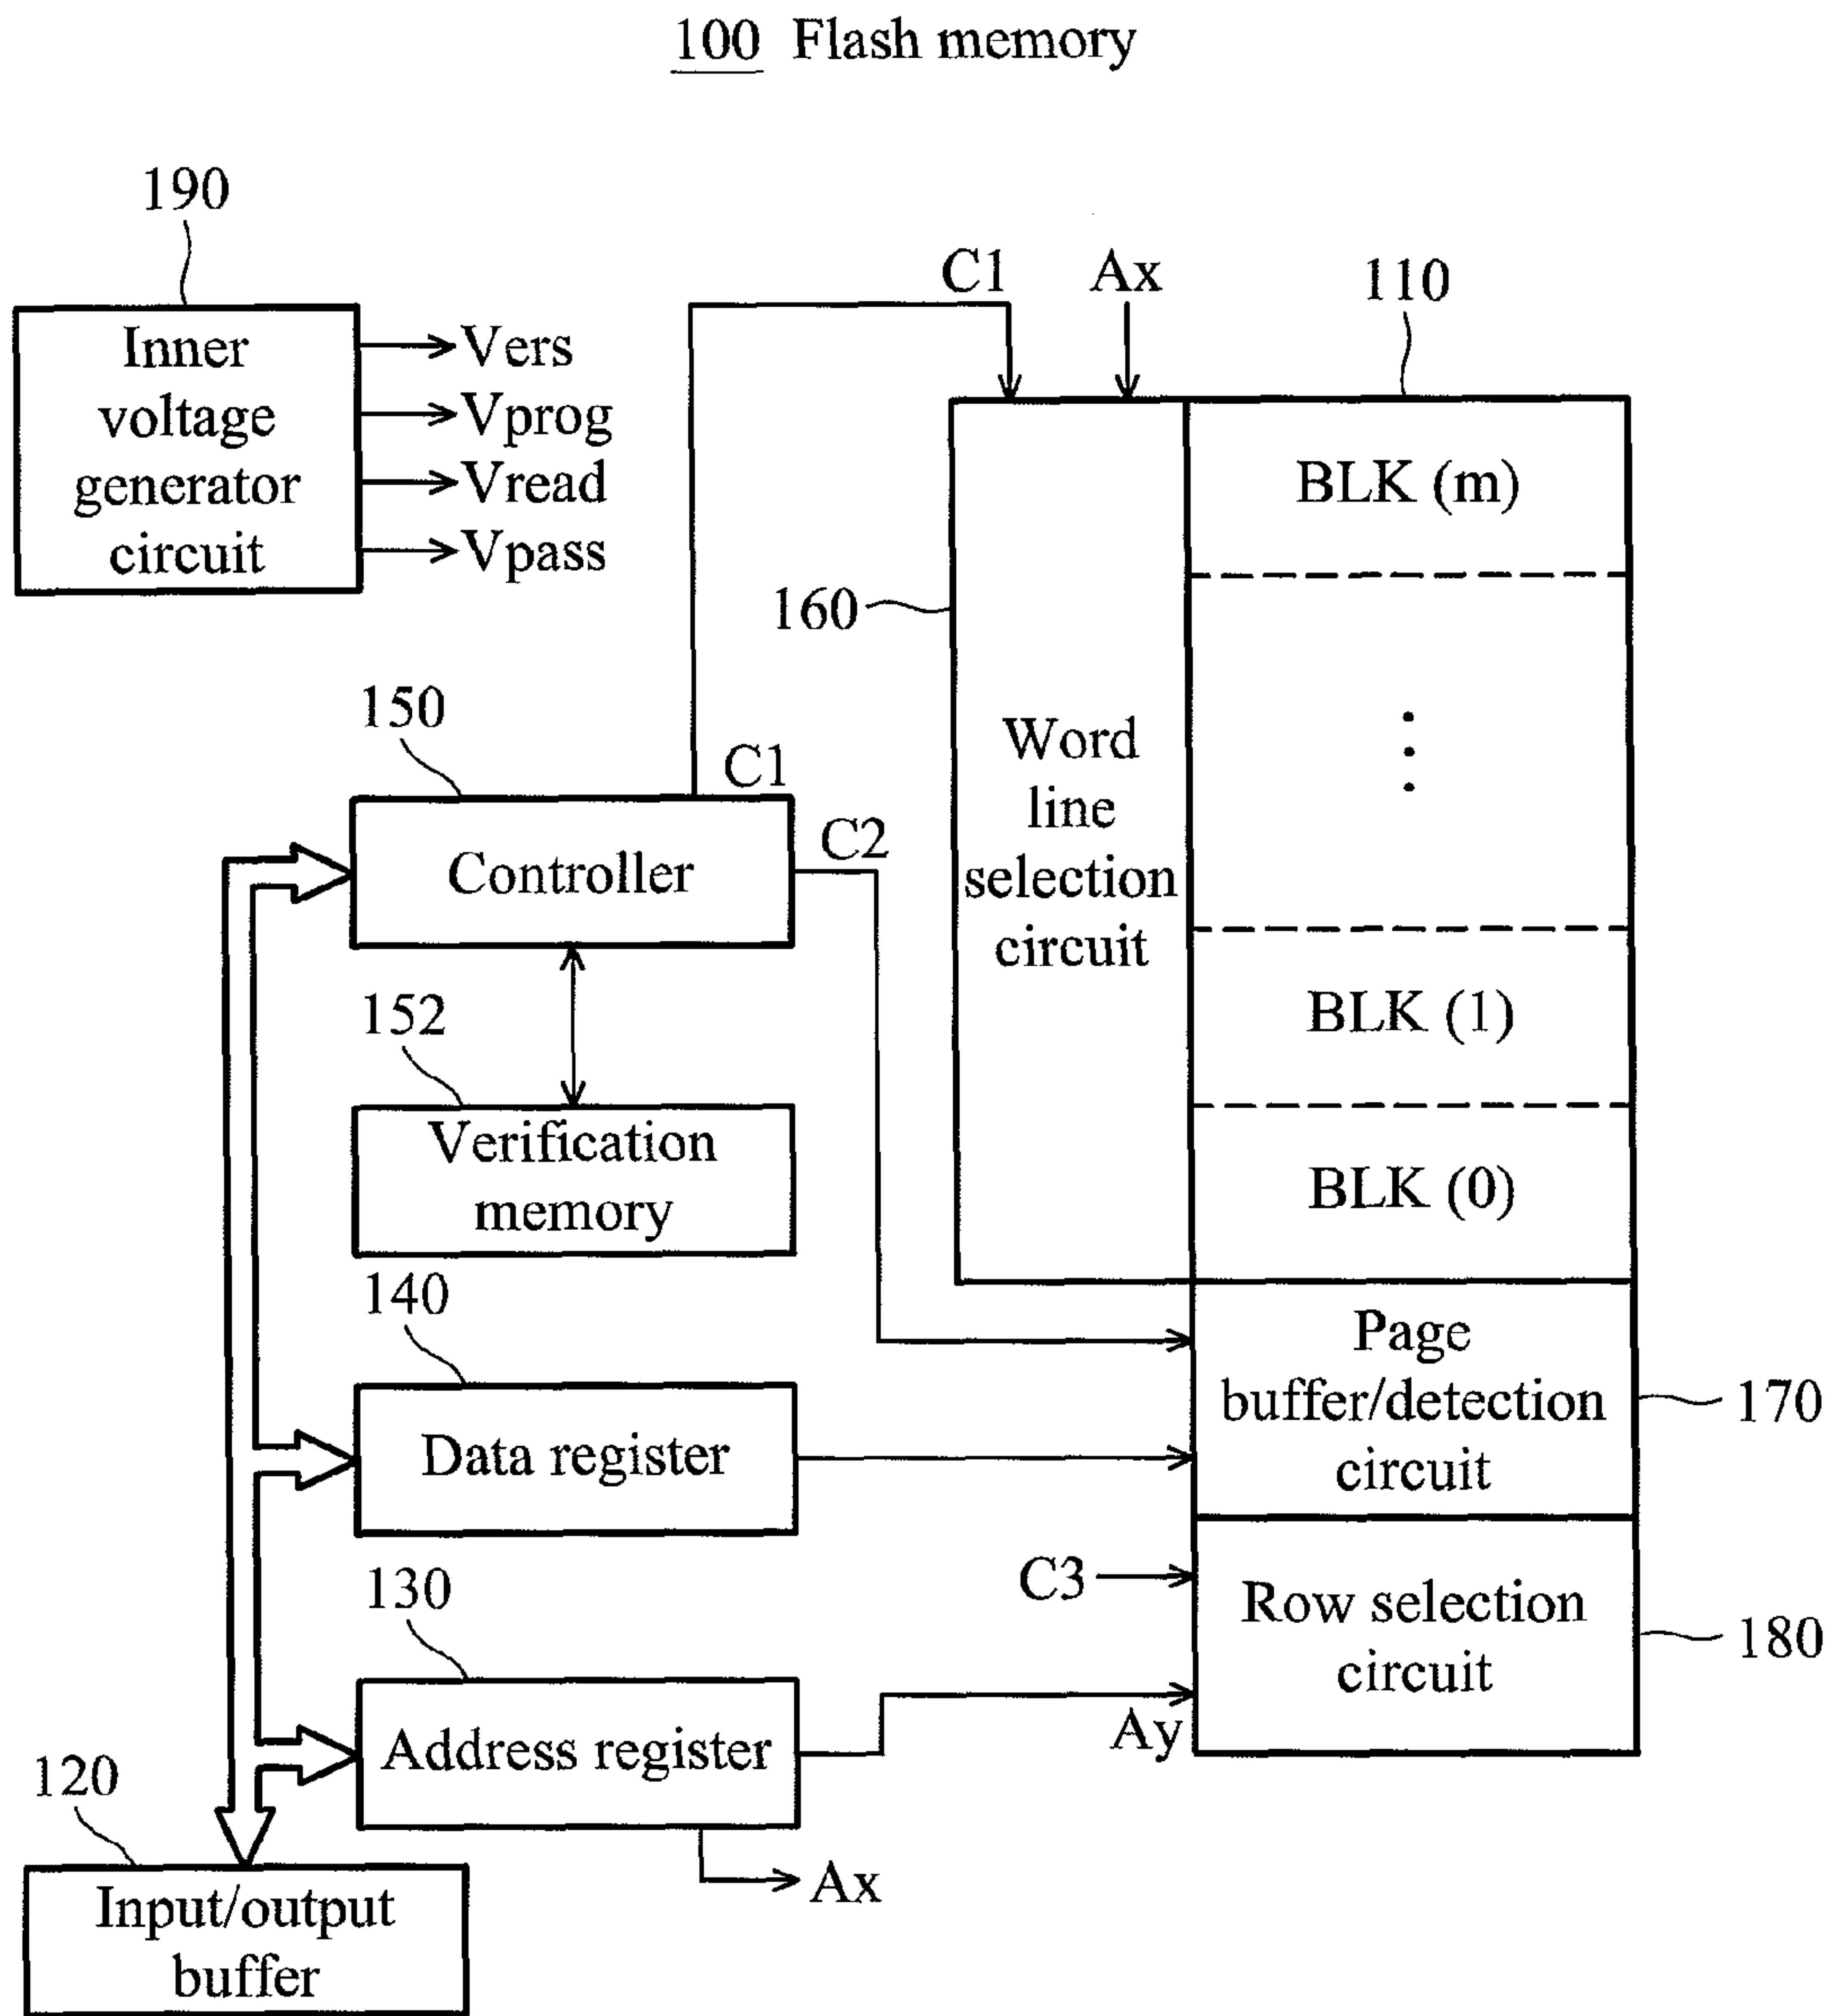 100 Flash memory
190
Inner
voltage
generator
circuit
Vers
Vprog
Vread
Vpass
C1
Ax
110
BLK (m)
160
Word
line
selection
circuit
150
C1
Controller
C2
BLK (1)
152
Verification
memory
BLK (0)
140
Page
buffer/detection
circuit
170
Data register
130
C3
Row selection
circuit
180
Address register
Ay
120
Ax
Input/output
buffer